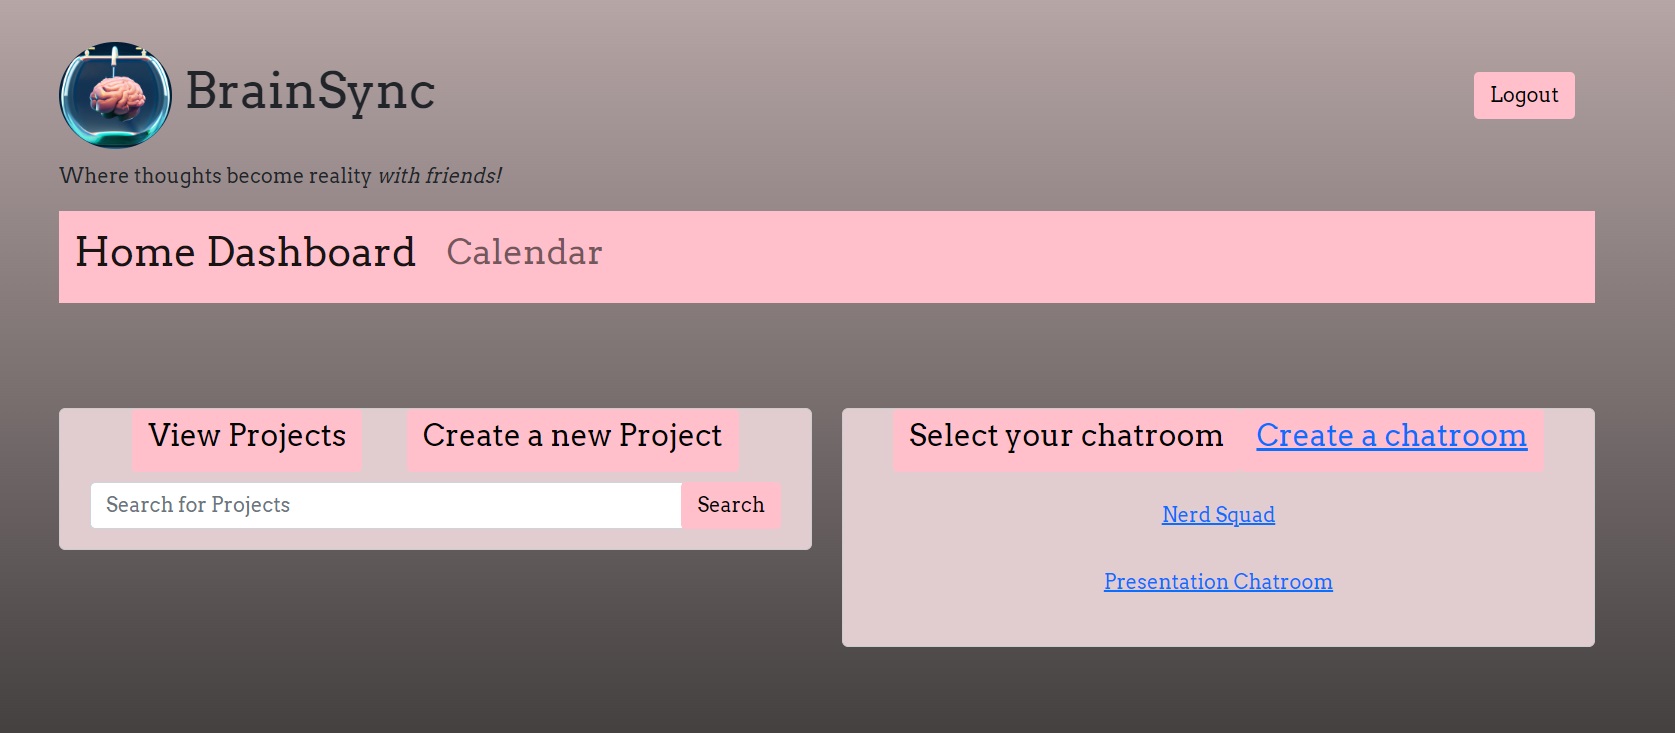 BrainSync
Logout
Where thoughts become reality with friends!
Home Dashboard Calendar
View Projects Create a new Project
Search for Projects Search
Select your chatroom Create a chatroom
Nerd Squad
Presentation Chatroom